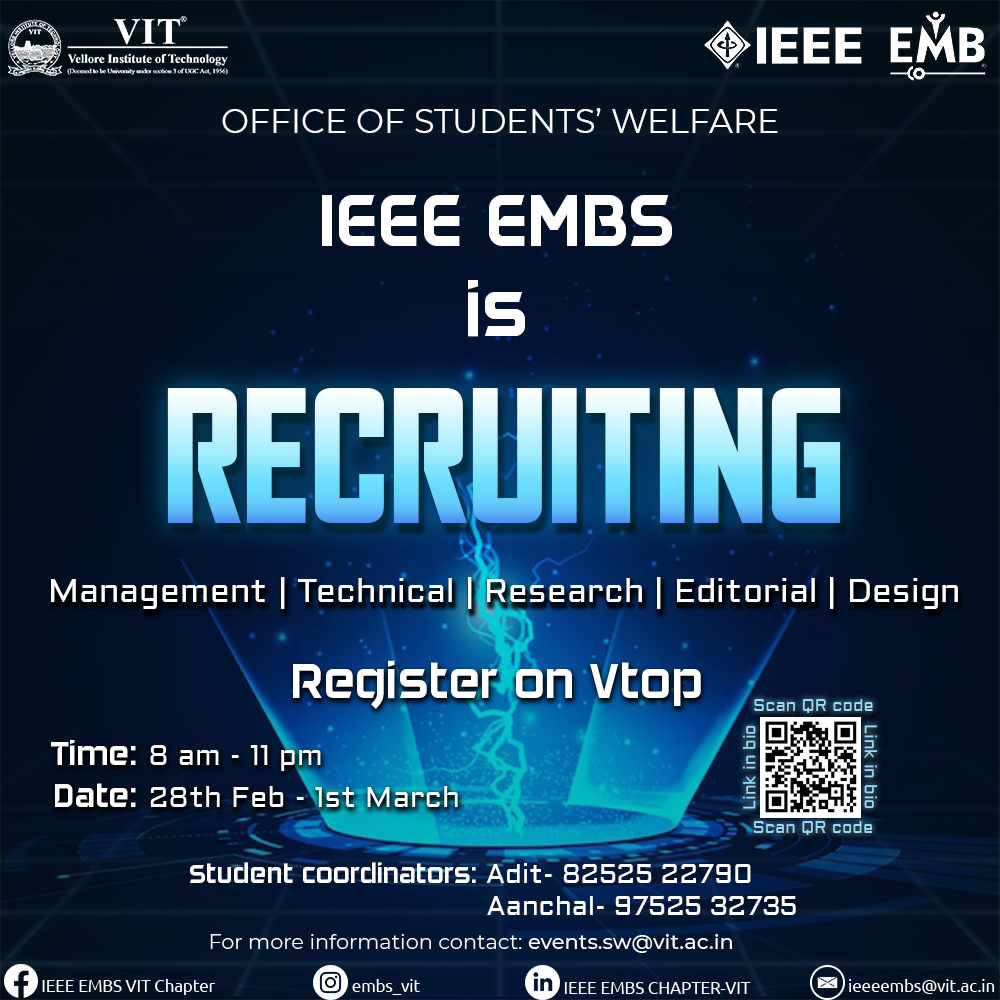 VIT®
Vellore Institute of Technology
(Deemed to be University under section 3 of UGC Act, 1956)
IEEE EMB
OFFICE OF STUDENTS’ WELFARE
IEEE EMBS
is
RECRUITING
Management | Technical | Research | Editorial | Design
Register on Vtop
Scan QR code
Link in bio
Link in bio
Scan QR code
Time: 8 am - 11 pm
Date: 28th Feb - 1st March
Student coordinators: Adit- 82525 22790
Aanchal- 97525 32735
For more information contact: events.sw@vit.ac.in
IEEE EMBS VIT Chapter
embs_vit
IEEE EMBS CHAPTER-VIT
ieeeembs@vit.ac.in